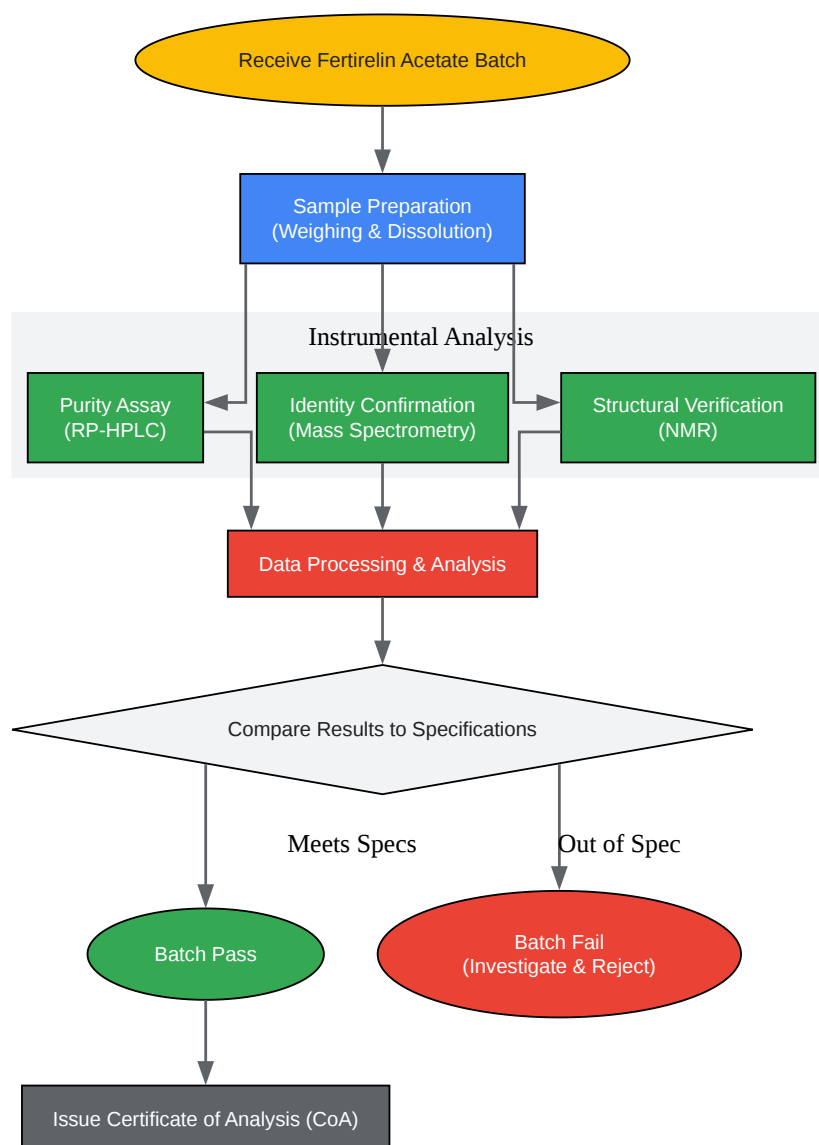 Receive Fertirelin Acetate Batch
Sample Preparation
(Weighing & Dissolution)
Instrumental Analysis
Purity Assay
(RP-HPLC)
Identity Confirmation
(Mass Spectrometry)
Structural Verification
(NMR)
Data Processing & Analysis
Compare Results to Specifications
Meets Specs
Out of Spec
Batch Pass
Batch Fail
(Investigate & Reject)
Issue Certificate of Analysis (CoA)